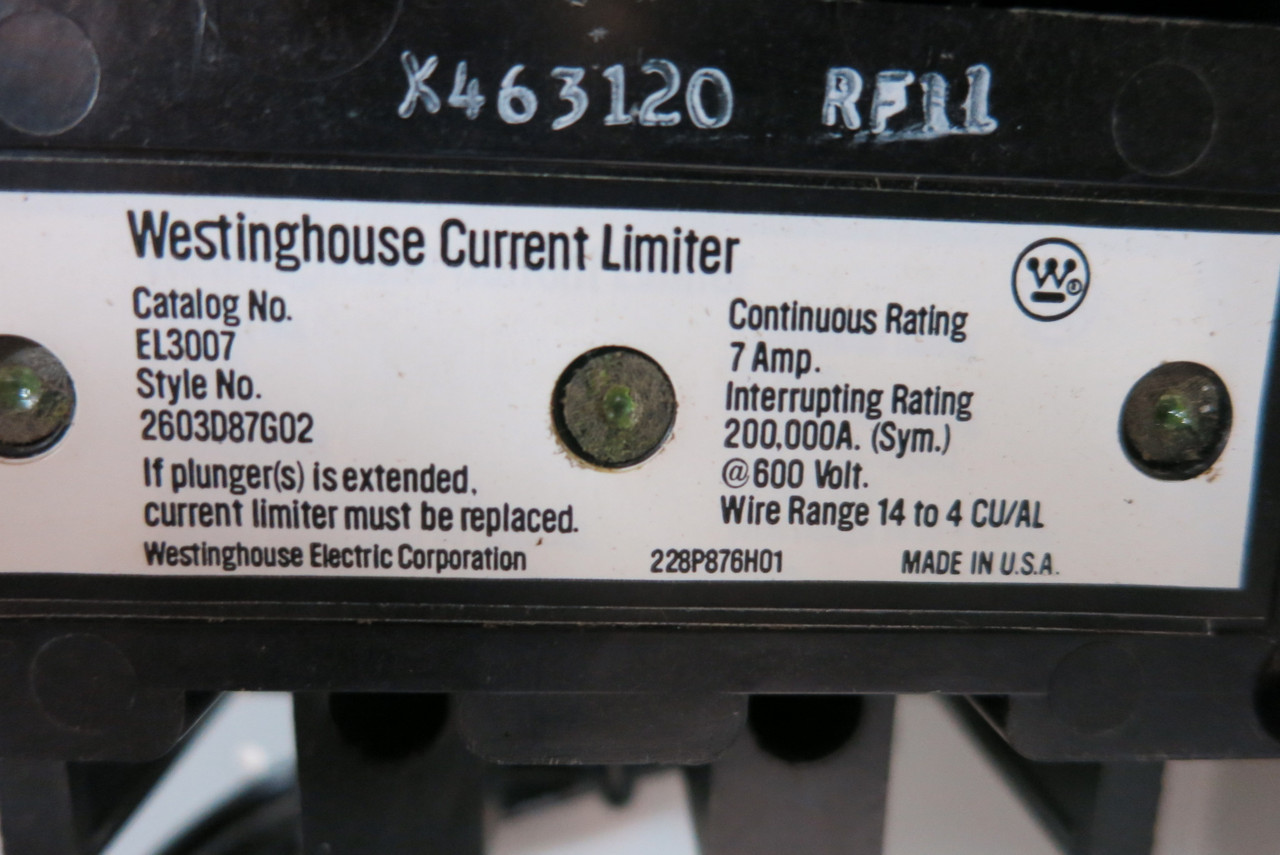 X463120 RF11
Westinghouse Current Limiter
Catalog No.
EL3007
Style No.
2603D87G02
If plunger(s) is extended,
current limiter must be replaced.
Westinghouse Electric Corporation
W
Continuous Rating
7 Amp.
Interrupting Rating
200,000A. (Sym.)
@600 Volt.
Wire Range 14 to 4 CU/AL
228P876H01
MADE IN U.S.A.